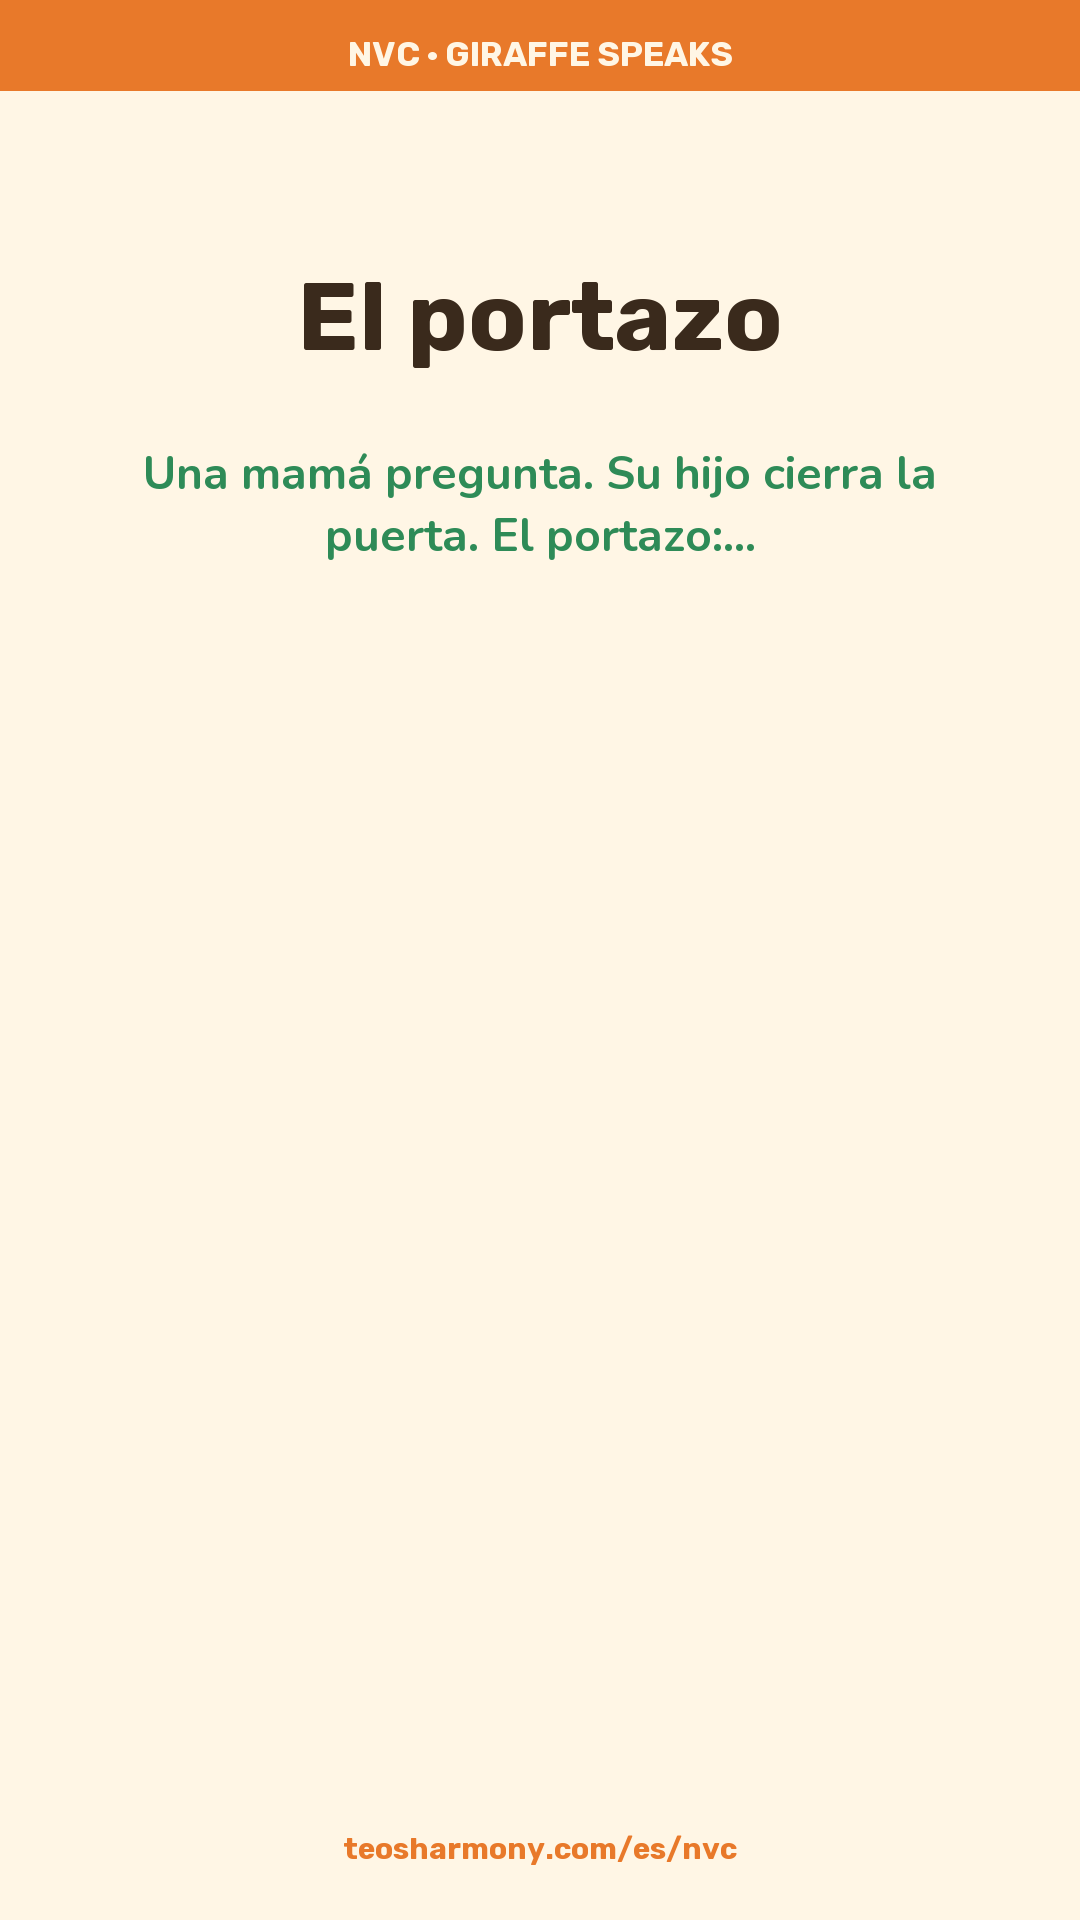 NVC • GIRAFFE SPEAKS
El portazo
Una mamá pregunta. Su hijo cierra la
puerta. El portazo:...
teosharmony.com/es/nvc